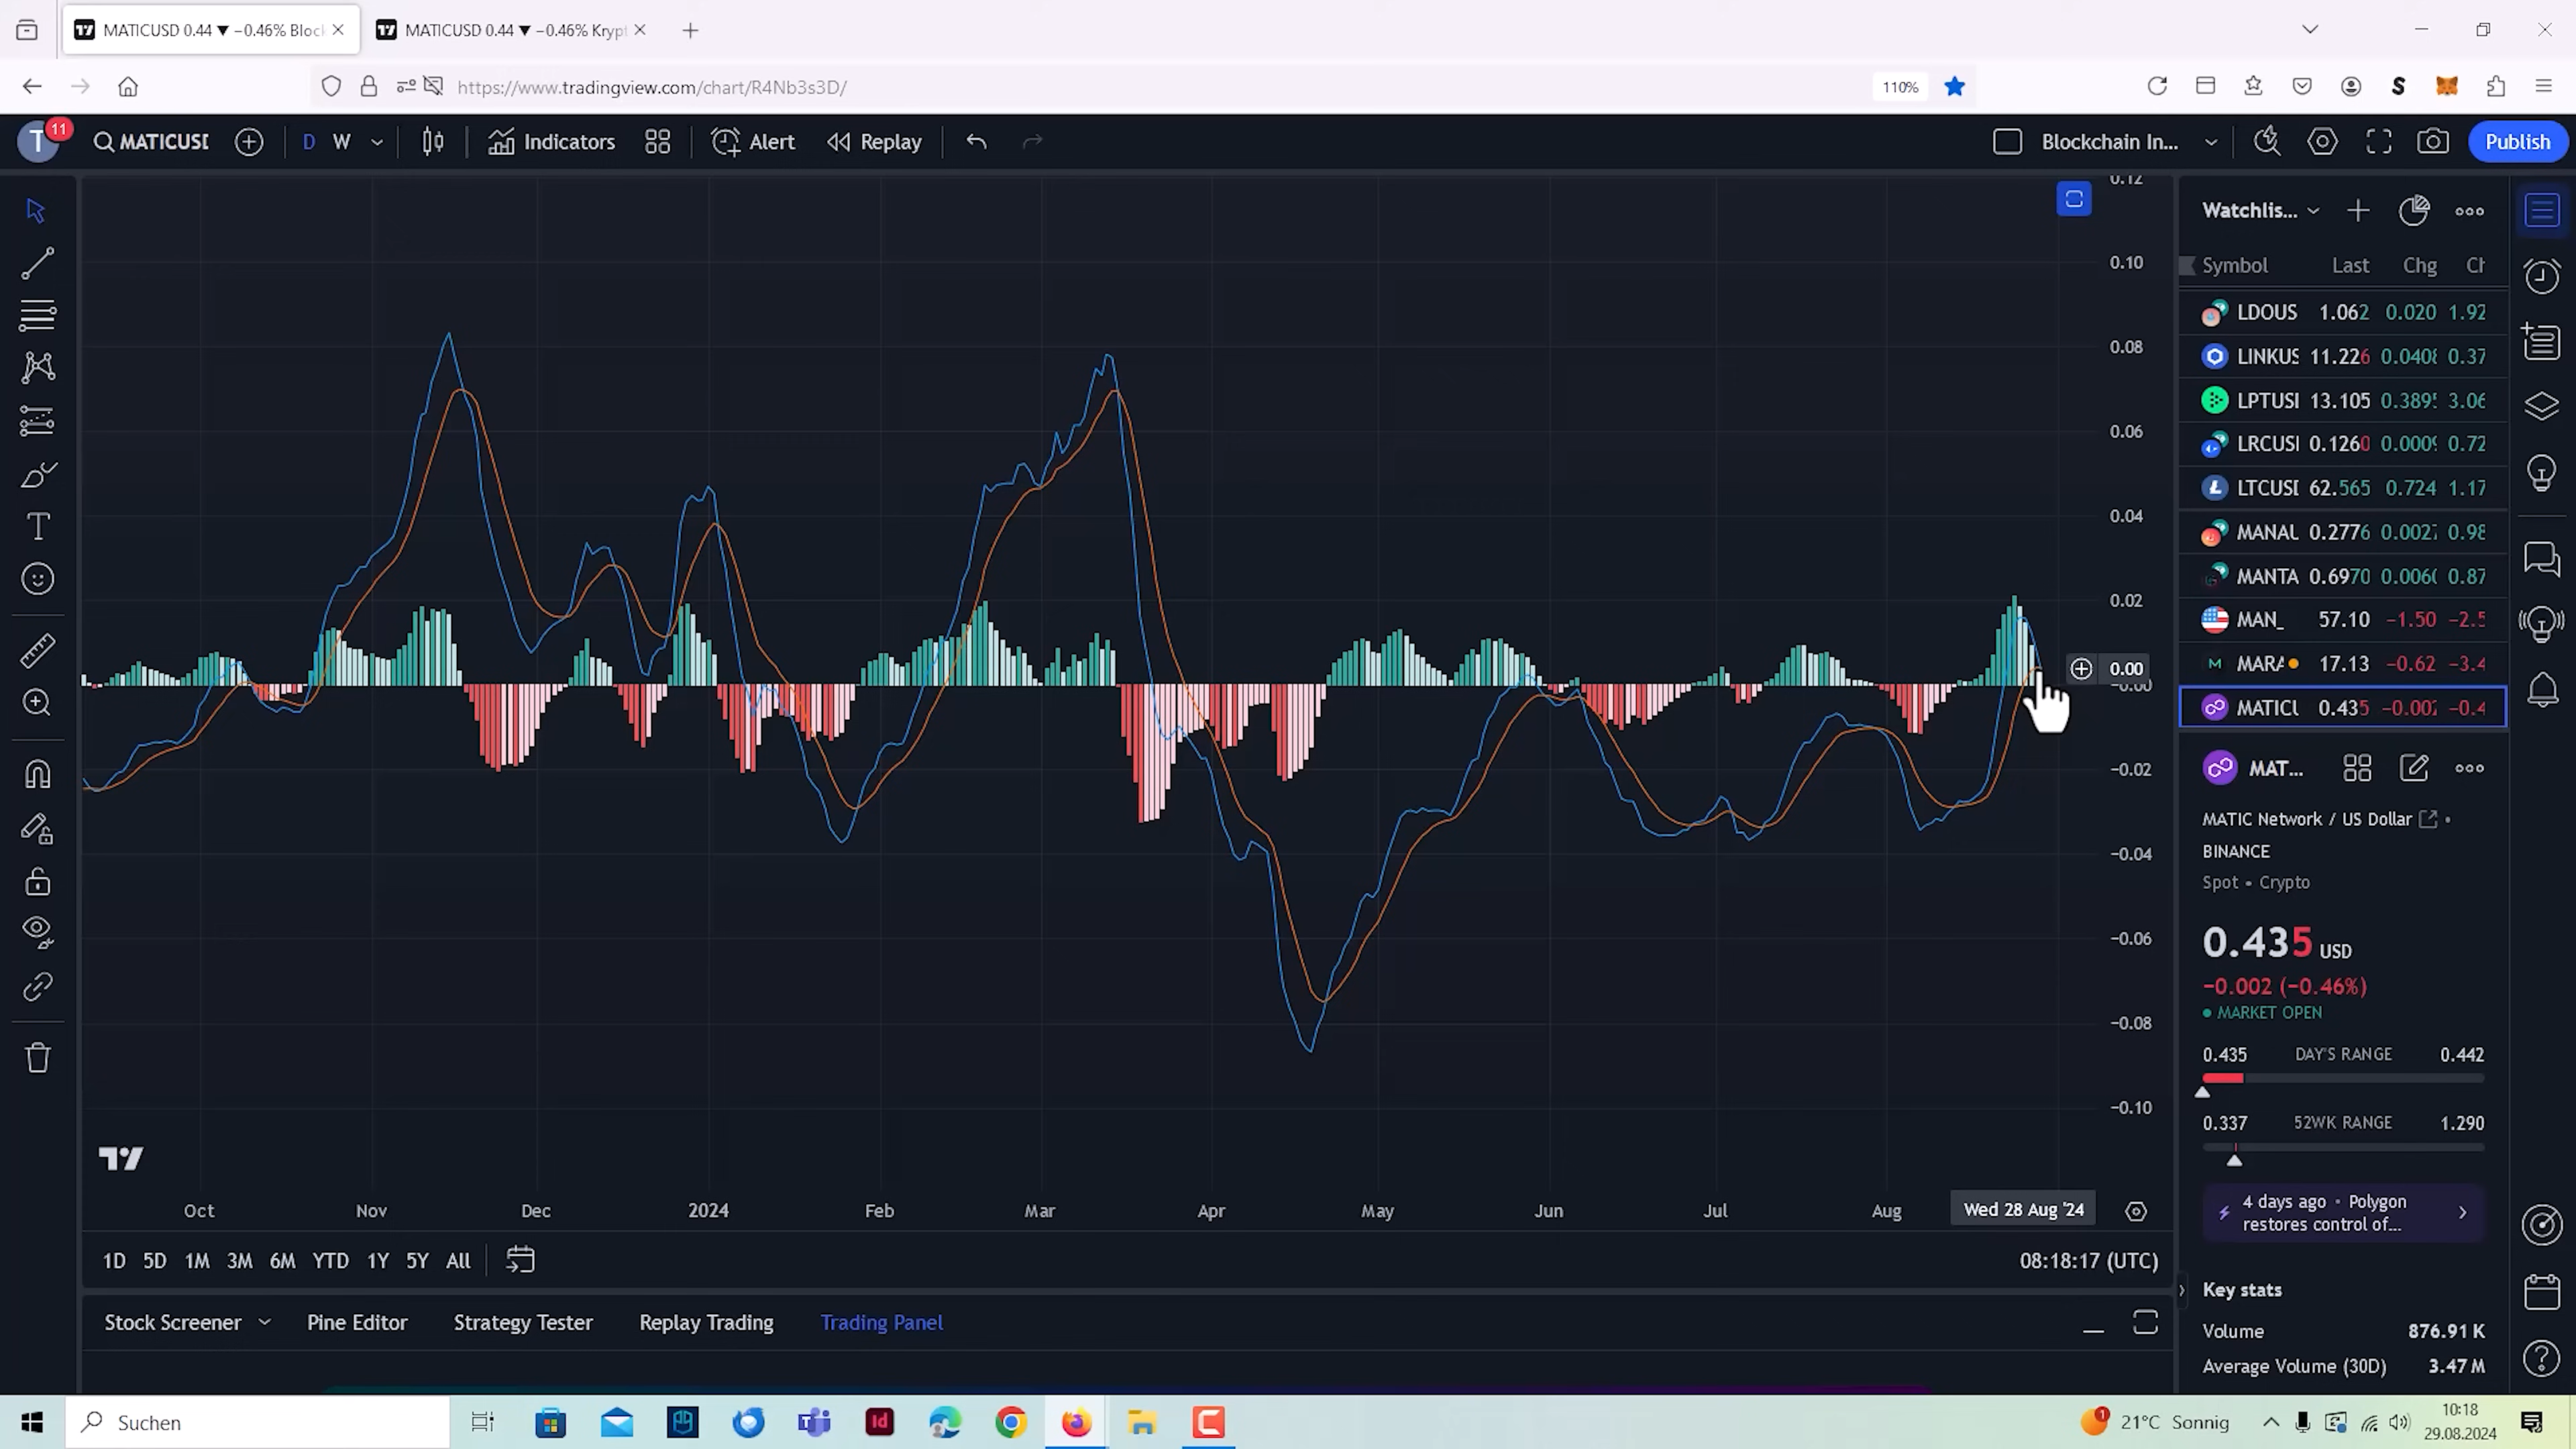 MATICUSD 0.44 ▼ −0.46% Block
MATICUSD 0.44 ▼ −0.46% Krypt
https://www.tradingview.com/chart/R4Nb3s3D/
110%
T
11
MATICUSI
D
W
Indicators
Alert
Replay
Blockchain In...
Publish
Watchlis...
Symbol Last Chg
LDOUS 1.062 0.020 1.92
LINKUS 11.226 0.0408 0.37
LPTUSI 13.105 0.3895 3.06
LRCUSI 0.1260 0.0009 0.72
LTCUSI 62.565 0.724 1.17
MANAL 0.2776 0.0027 0.98
MANTA 0.6970 0.0060 0.87
MAN_ 57.10 −1.50 −2.5
MARA 17.13 −0.62 −3.4
MATICU 0.435 −0.002 −0.4
0.12
0.10
0.08
0.06
0.04
0.02
0.00
−0.00
−0.02
−0.04
−0.06
−0.08
−0.10
MAT...
MATIC Network / US Dollar
BINANCE
Spot • Crypto
0.435 USD
−0.002 (−0.46%)
MARKET OPEN
0.435 DAY'S RANGE 0.442
0.337 52WK RANGE 1.290
4 days ago • Polygon
restores control of...
Key stats
Volume 876.91 K
Average Volume (30D) 3.47 M
Oct Nov Dec 2024 Feb Mar Apr May Jun Jul Aug Wed 28 Aug '24
1D 5D 1M 3M 6M YTD 1Y 5Y All
08:18:17 (UTC)
Stock Screener Pine Editor Strategy Tester Replay Trading Trading Panel
Suchen
Id
1
21°C Sonnig
10:18
29.08.2024